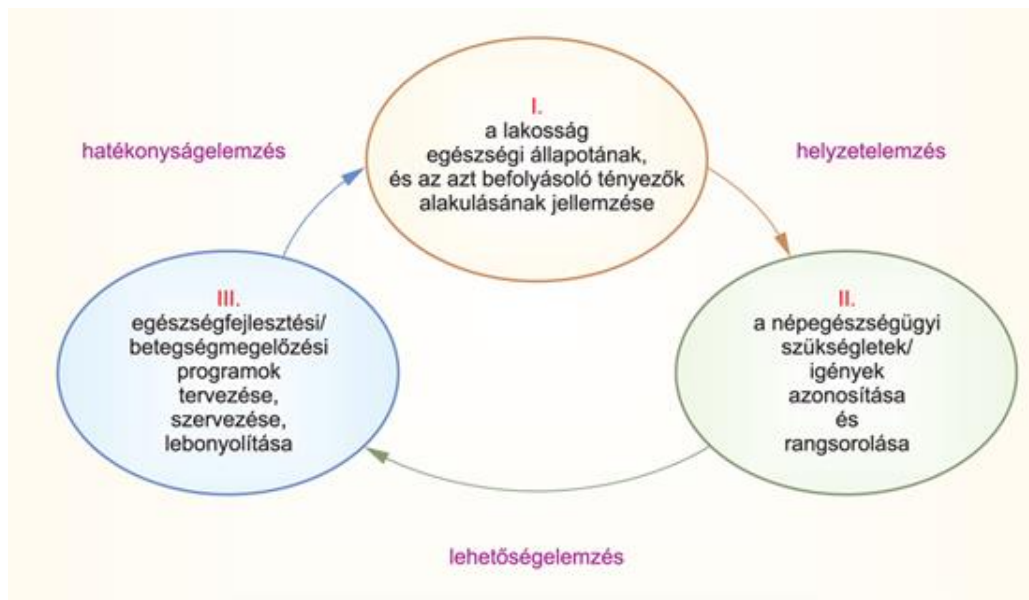 I.
a lakosság
egészségi állapotának,
és az azt befolyásoló tényezők
alakulásának jellemzése
hatékonyságelemzés
helyzetelemzés
III.
egészségfejlesztési/
betegségmegelőzési
programok
tervezése,
szervezése,
lebonyolítása
II.
a népegészségügyi
szükségletek/
igények
azonosítása
és
rangsorolása
lehetőségelemzés